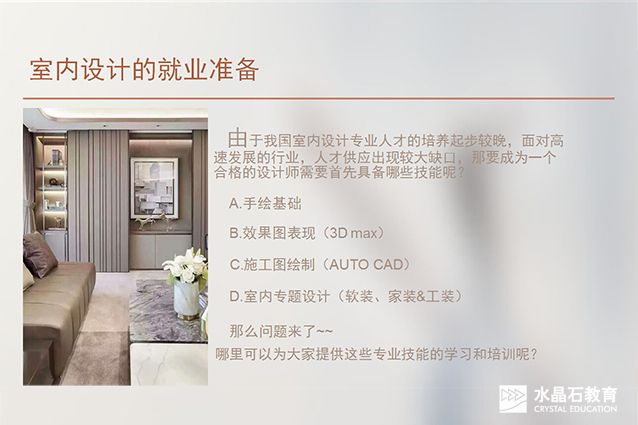 室内设计的就业准备
由于我国室内设计专业人才的培养起步较晚，面对高
速发展的行业，人才供应出现较大缺口，那要成为一个
合格的设计师需要首先具备哪些技能呢？
A.手绘基础
B.效果图表现（3D max）
C.施工图绘制（AUTO CAD）
D.室内专题设计（软装、家装&工装）
那么问题来了~~
哪里可以为大家提供这些专业技能的学习和培训呢？
水晶石教育
CRYSTAL EDUCATION